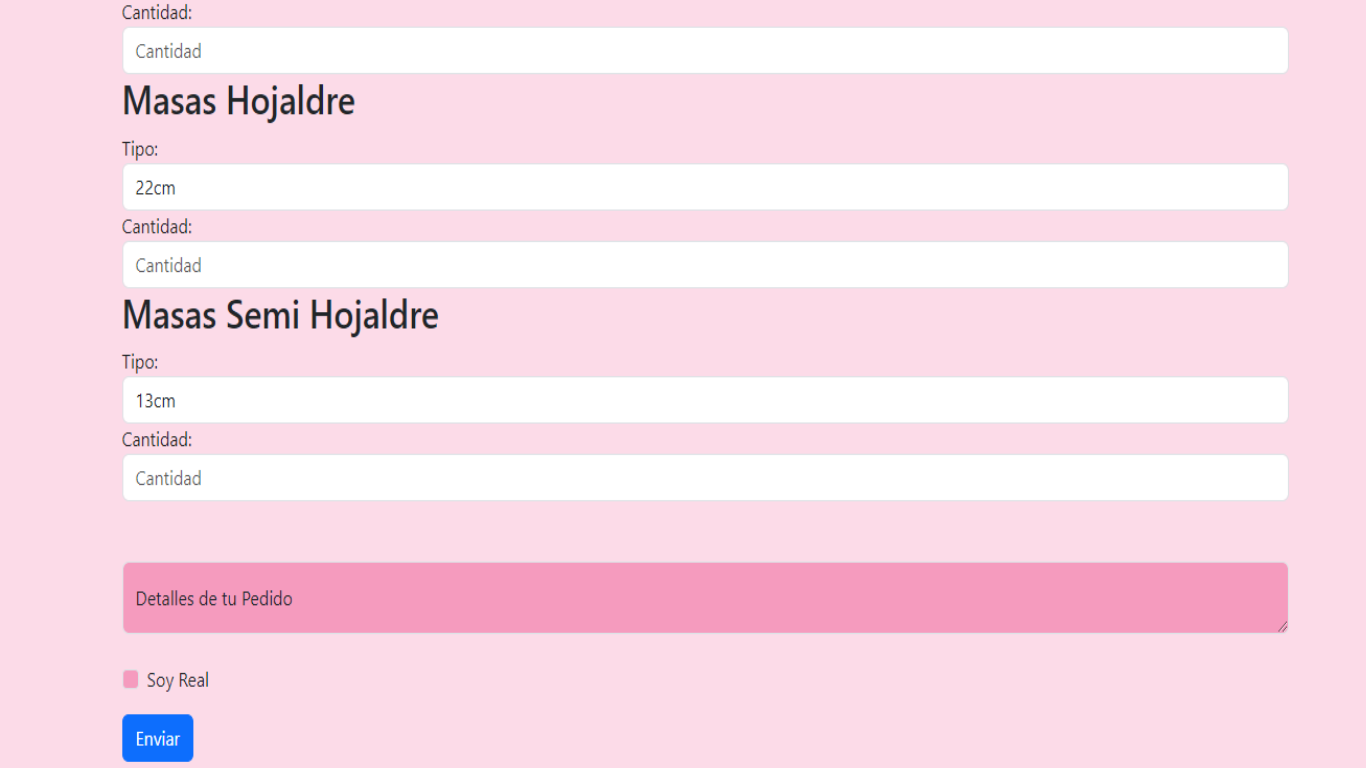 Cantidad:
Cantidad
Masas Hojaldre
Tipo:
22cm
Cantidad:
Cantidad
Masas Semi Hojaldre
Tipo:
13cm
Cantidad:
Cantidad
Detalles de tu Pedido
Soy Real
Enviar